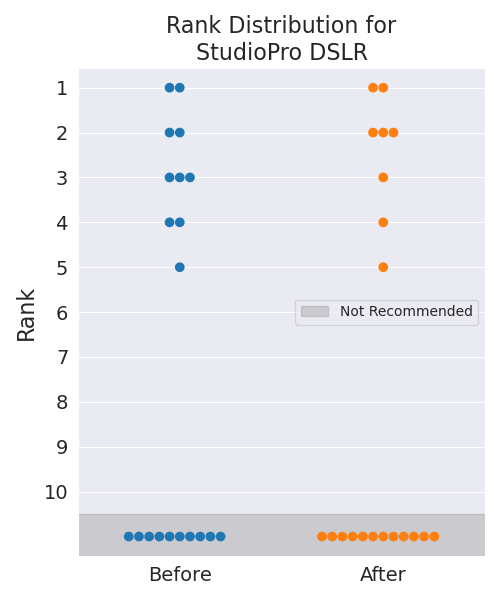 Rank Distribution for
StudioPro DSLR
Rank
1
2
3
4
5
6
7
8
9
10
Not Recommended
Before
After